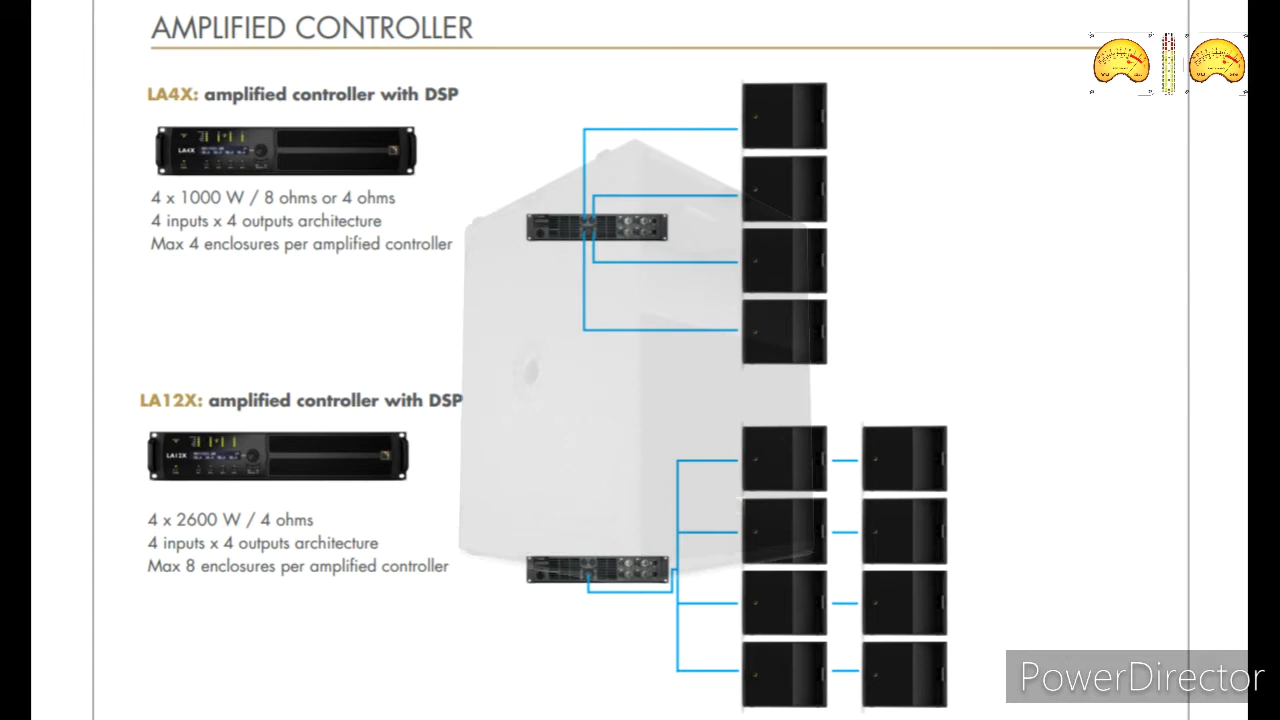 AMPLIFIED CONTROLLER
LA4X: amplified controller with DSP
LA4X
4 x 1000 W / 8 ohms or 4 ohms
4 inputs x 4 outputs architecture
Max 4 enclosures per amplified controller
LA12X: amplified controller with DSP
LA12X
4 x 2600 W / 4 ohms
4 inputs x 4 outputs architecture
Max 8 enclosures per amplified controller
PowerDirector